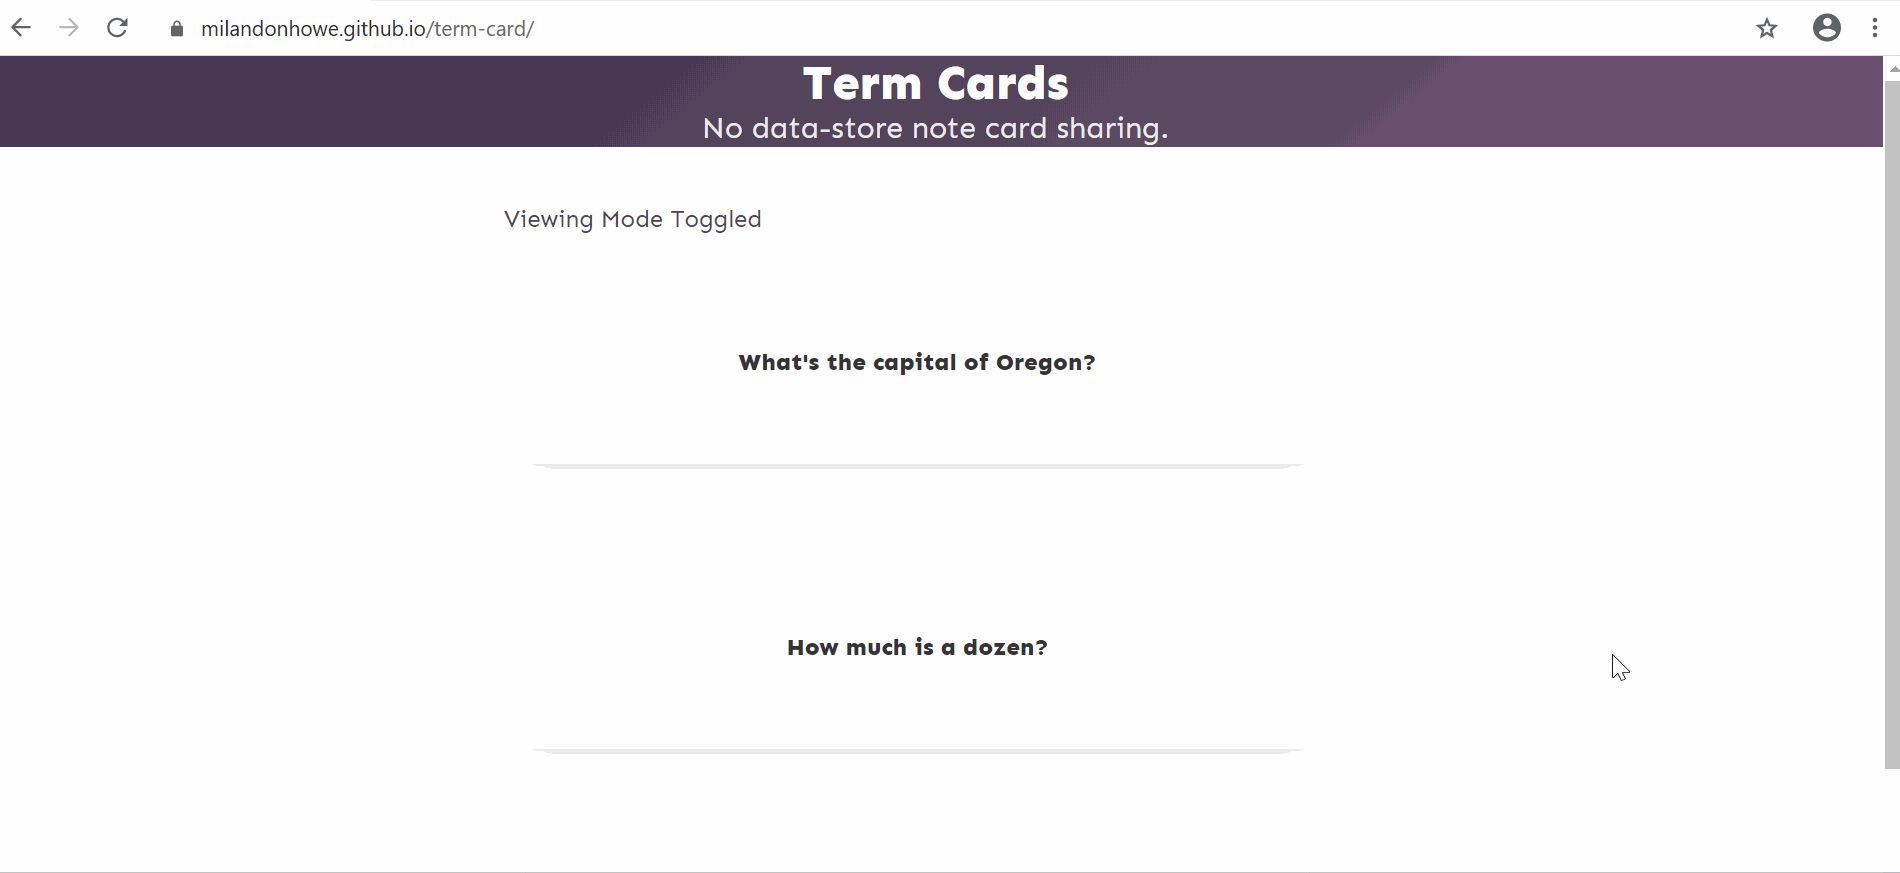 milandonhowe.github.io/term-card/
Term Cards
No data-store note card sharing.
Viewing Mode Toggled
What's the capital of Oregon?
How much is a dozen?